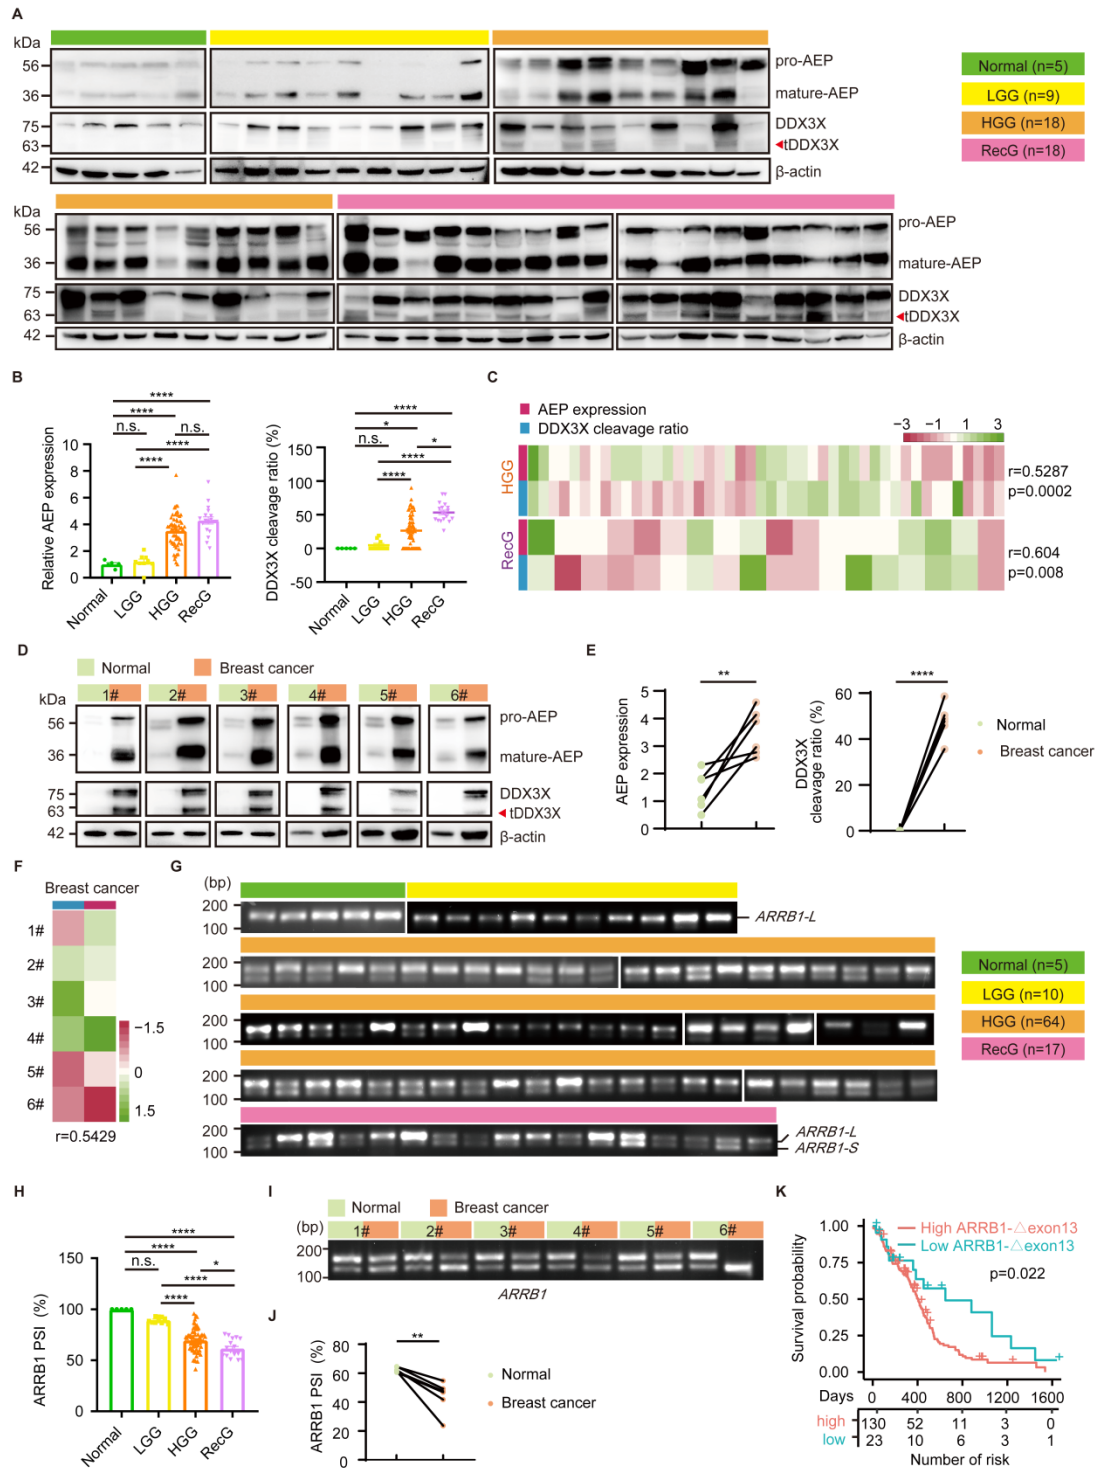 A
kDa
56
36
75
63
42
pro-AEP
mature-AEP
DDX3X
tDDX3X
β-actin
Normal (n=5)
LGG (n=9)
HGG (n=18)
RecG (n=18)
kDa
56
36
75
63
42
pro-AEP
mature-AEP
DDX3X
tDDX3X
β-actin
B
Relative AEP expression
10
8
6
4
2
0
****
****
n.s. n.s.
****
****
Normal
LGG
HGG
RecG
DDX3X cleavage ratio (%)
150
100
50
0
-50
****
*
n.s. *
****
****
Normal
LGG
HGG
RecG
C
AEP expression
DDX3X cleavage ratio
−3 −1 1 3
HGG
r=0.5287
p=0.0002
RecG
r=0.604
p=0.008
D
Normal Breast cancer
kDa 1# 2# 3# 4# 5# 6#
56
36
75
63
42
pro-AEP
mature-AEP
DDX3X
tDDX3X
β-actin
E
AEP expression
5
4
3
2
1
0
**
DDX3X
cleavage ratio (%)
60
40
20
0
****
Normal
Breast cancer
F
Breast cancer
1#
2#
3#
4#
5#
6#
−1.5
0
1.5
r=0.5429
G
(bp)
200
100
ARRB1-L
200
100
200
100
200
100
200
100
ARRB1-L
ARRB1-S
Normal (n=5)
LGG (n=10)
HGG (n=64)
RecG (n=17)
H
ARRB1 PSI (%)
150
100
50
0
****
****
n.s. *
****
****
Normal
LGG
HGG
RecG
I
Normal Breast cancer
(bp) 1# 2# 3# 4# 5# 6#
200
100
ARRB1
J
ARRB1 PSI (%)
80
60
40
20
0
**
Normal
Breast cancer
K
High ARRB1-△exon13
Low ARRB1-△exon13
p=0.022
Survival probability
1.00
0.75
0.50
0.25
Days 0 400 800 1200 1600
high 130 52 11 3 0
low 23 10 6 3 1
Number of risk